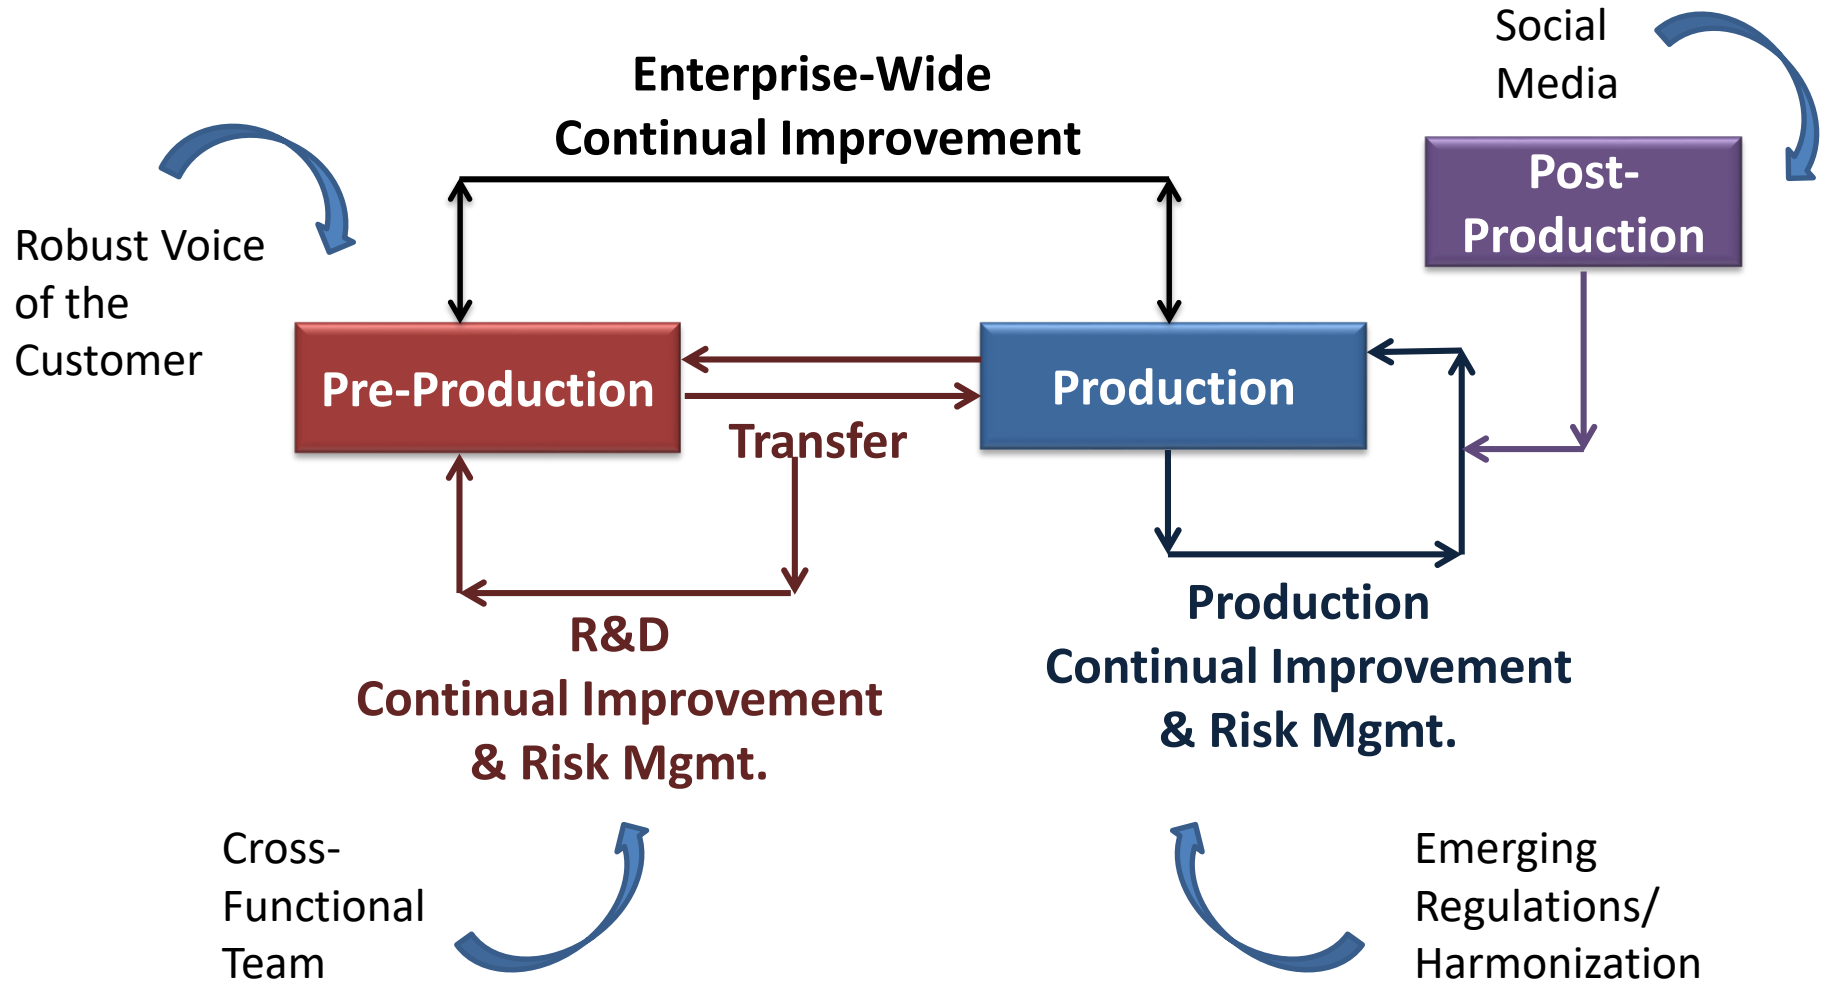 Enterprise-Wide
Continual Improvement
Social
Media
Post-
Production
Robust Voice
of the
Customer
Pre-Production
Production
Transfer
R&D
Continual Improvement
& Risk Mgmt.
Production
Continual Improvement
& Risk Mgmt.
Cross-
Functional
Team
Emerging
Regulations/
Harmonization